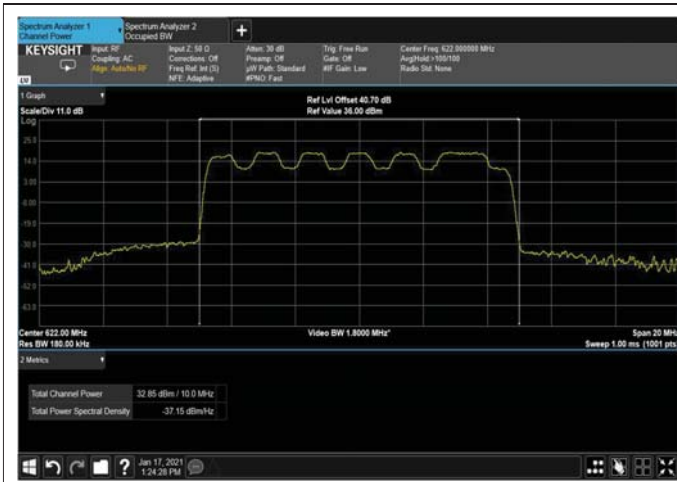 Spectrum Analyzer 1
Channel Power
Spectrum Analyzer 2
Occupied BW
+
KEYSIGHT
Input: RF
Coupling: AC
Align: Auto/No RF
Input Z: 50 Ω
Corrections: Off
Freq Ref: Int (S)
NFE: Adaptive
Atten: 30 dB
Preamp: Off
µW Path: Standard
#PNO: Fast
Trig: Free Run
Gate: Off
#IF Gain: Low
Center Freq: 622.000000 MHz
Avg|Hold:>100/100
Radio Std: None
1 Graph
Scale/Div 11.0 dB
Ref Lvl Offset 40.70 dB
Ref Value 36.00 dBm
Log
25.0
14.0
3.00
-8.00
-19.0
-30.0
-41.0
-52.0
-63.0
Center 622.00 MHz
Res BW 180.00 kHz
Video BW 1.8000 MHz*
Span 20 MHz
Sweep 1.00 ms (1001 pts)
2 Metrics
Total Channel Power 32.85 dBm / 10.0 MHz
Total Power Spectral Density -37.15 dBm/Hz
?
Jan 17, 2021
1:24:28 PM